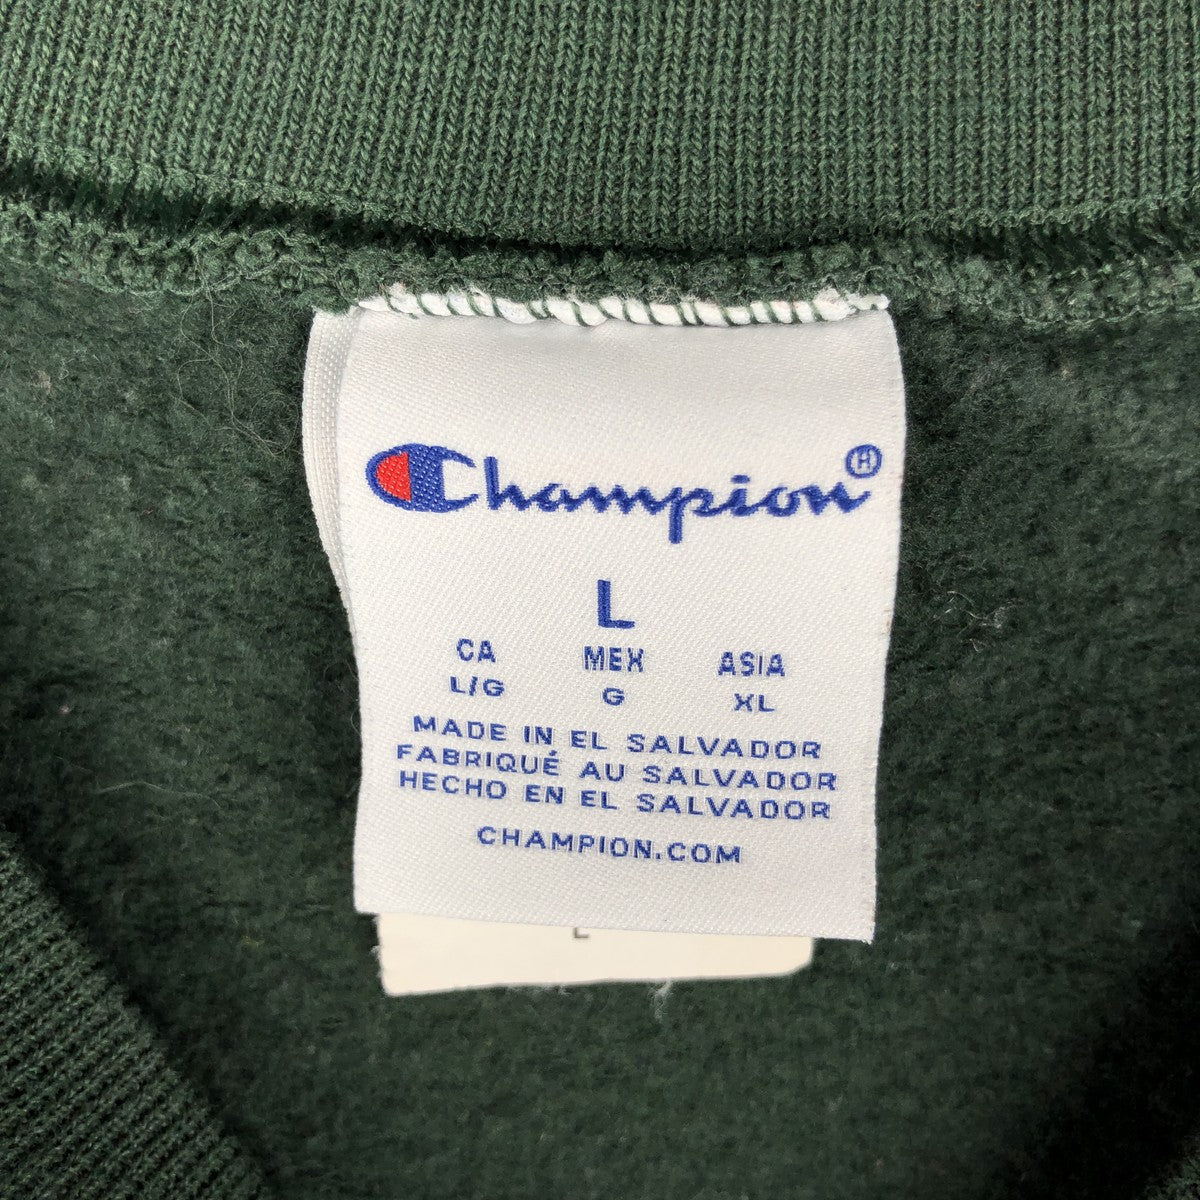 Champion®
L
CA MEX ASIA
L/G G XL
MADE IN EL SALVADOR
FABRIQUÉ AU SALVADOR
HECHO EN EL SALVADOR
CHAMPION.COM
L